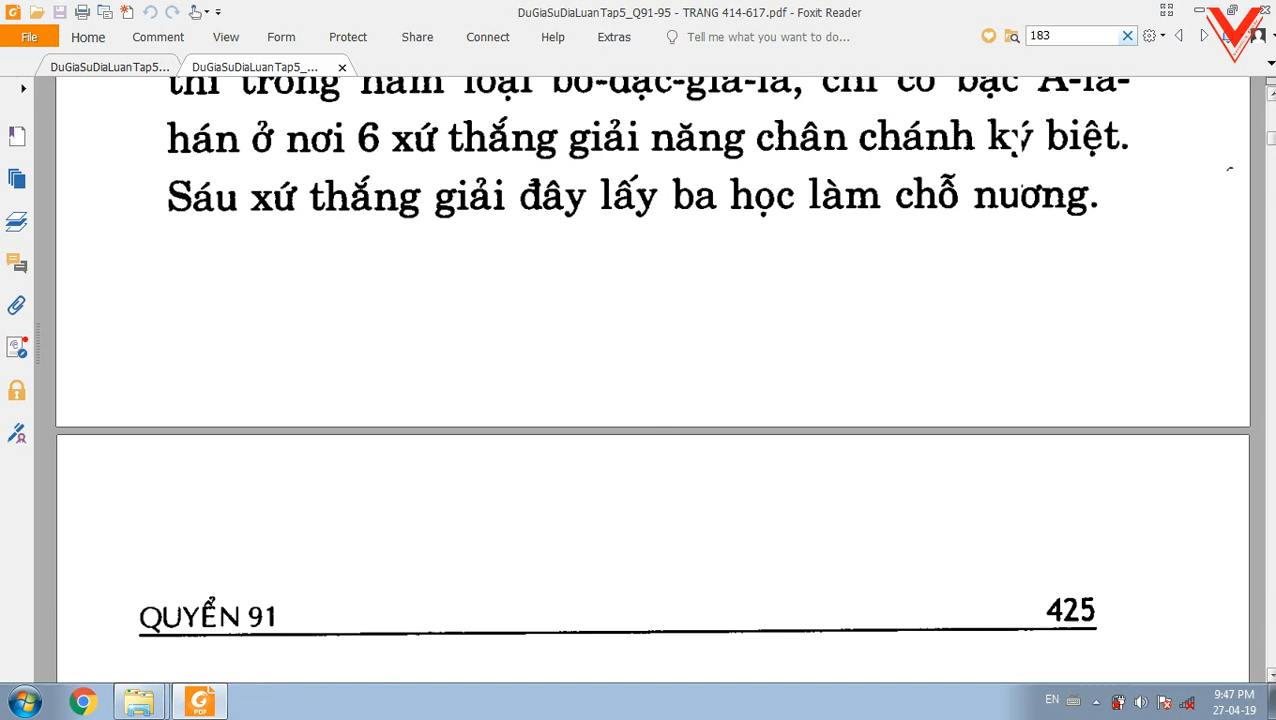 DuGiaSuDiaLuanTap5_Q91-95 - TRANG 414-617.pdf - Foxit Reader
File Home Comment View Form Protect Share Connect Help Extras Tell me what you want to do... 183
DuGiaSuDiaLuanTap5... DuGiaSuDiaLuanTap5_...
thì trong năm loại bổ-đặc-già-la, chỉ có bậc A-la-
hán ở nơi 6 xứ thắng giải năng chân chánh ký biệt.
Sáu xứ thắng giải đây lấy ba học làm chỗ nương.
QUYỂN 91 425
EN 9:47 PM
27-04-19